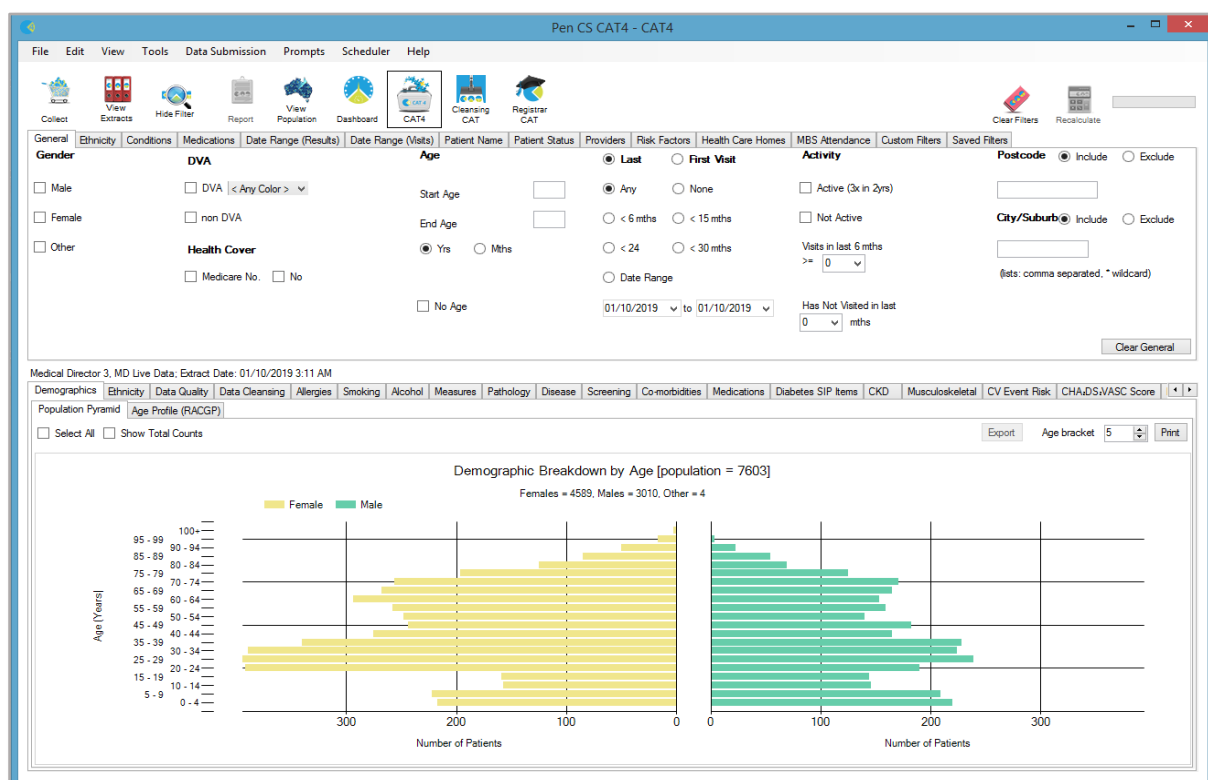 Pen CS CAT4 - CAT4
File Edit View Tools Data Submission Prompts Scheduler Help
Collect View Extracts Hide Filter Report View Population Dashboard CAT4 Cleansing CAT Registrar CAT Clear Filters Recalculate
General Ethnicity Conditions Medications Date Range (Results) Date Range (Visits) Patient Name Patient Status Providers Risk Factors Health Care Homes MBS Attendance Custom Filters Saved Filters
Gender DVA Age Last First Visit Activity Postcode Include Exclude
Male DVA < Any Color > Start Age Any None Active (3x in 2yrs)
Female non DVA End Age < 6 mths < 15 mths Not Active City/Suburb Include Exclude
Other Health Cover Yrs Mths < 24 < 30 mths Visits in last 6 mths
>= 0
Medicare No. No Date Range (lists: comma separated, * wildcard)
No Age 01/10/2019 to 01/10/2019 Has Not Visited in last
0 mths
Clear General
Medical Director 3, MD Live Data; Extract Date: 01/10/2019 3:11 AM
Demographics Ethnicity Data Quality Data Cleansing Allergies Smoking Alcohol Measures Pathology Disease Screening Co-morbidities Medications Diabetes SIP Items CKD Musculoskeletal CV Event Risk CHA₂DS₂VASC Score
Population Pyramid Age Profile (RACGP)
Select All Show Total Counts Export Age bracket 5 Print
Demographic Breakdown by Age [population = 7603]
Females = 4589, Males = 3010, Other = 4
Female Male
100+
95 - 99
90 - 94
85 - 89
80 - 84
75 - 79
70 - 74
65 - 69
60 - 64
55 - 59
50 - 54
45 - 49
40 - 44
35 - 39
30 - 34
25 - 29
20 - 24
15 - 19
10 - 14
5 - 9
0 - 4
Age (Years)
300 200 100 0 0 100 200 300
Number of Patients Number of Patients